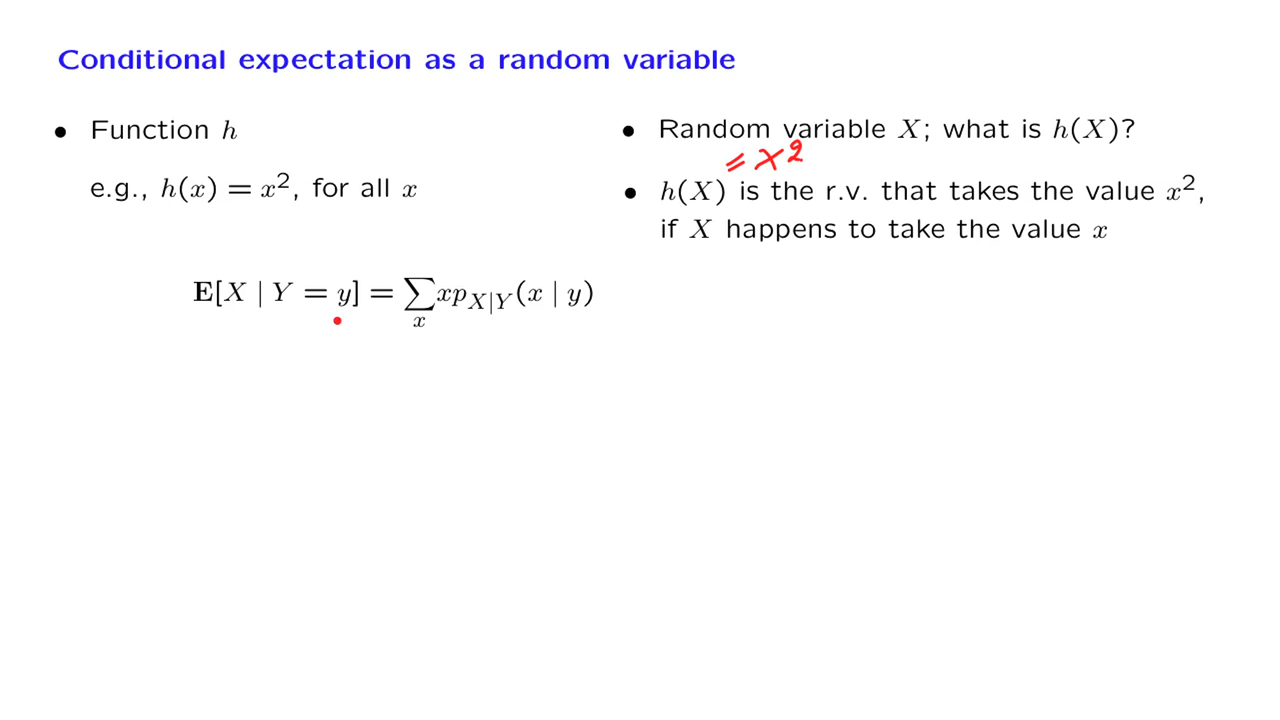 Conditional expectation as a random variable
• Function h
e.g., h(x) = x², for all x
• Random variable X; what is h(X)?
= X²
• h(X) is the r.v. that takes the value x²,
if X happens to take the value x
E[X | Y = y] = ∑ₓ xp_{X|Y}(x | y)